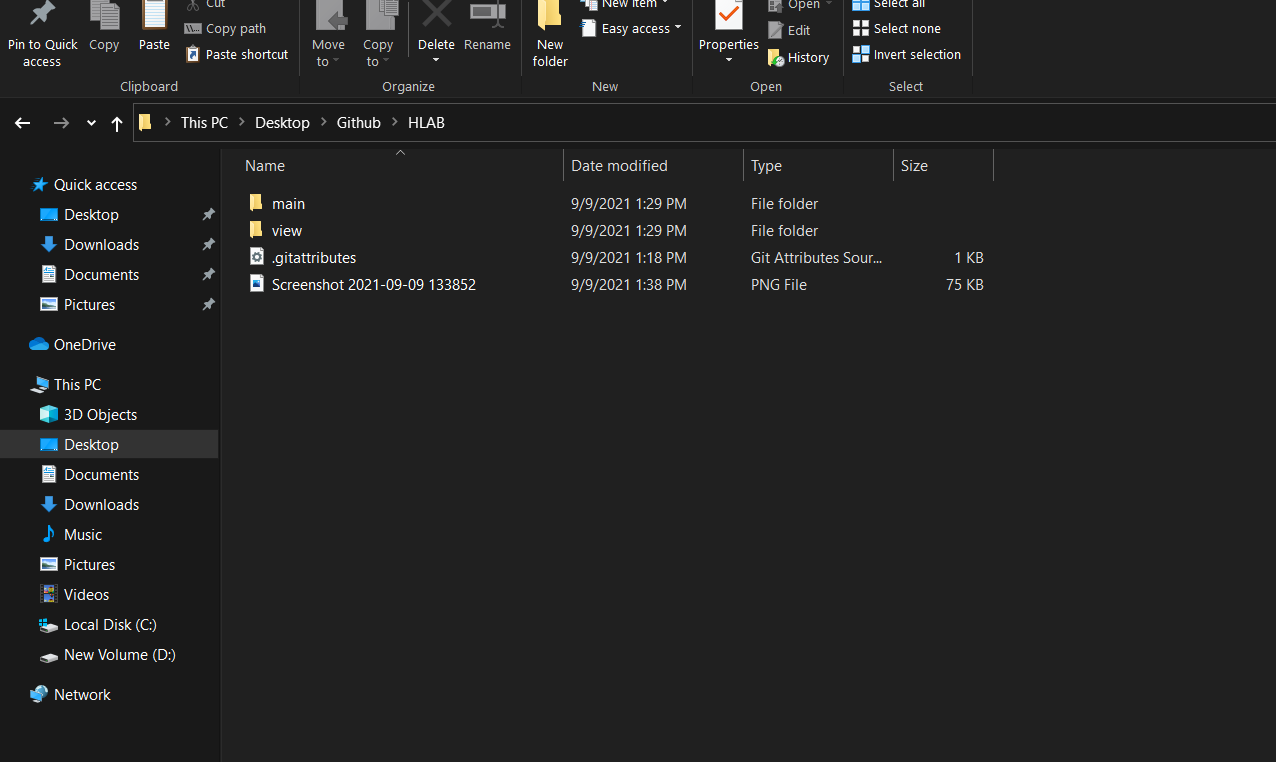 Cut
New item
Open
Select all
Copy path
Easy access
Edit
Select none
Pin to Quick access
Copy
Paste
Paste shortcut
Move to
Copy to
Delete
Rename
New folder
Properties
History
Invert selection
Clipboard
Organize
New
Open
Select
This PC > Desktop > Github > HLAB
Name
Date modified
Type
Size
main 9/9/2021 1:29 PM File folder
view 9/9/2021 1:29 PM File folder
.gitattributes 9/9/2021 1:18 PM Git Attributes Sour... 1 KB
Screenshot 2021-09-09 133852 9/9/2021 1:38 PM PNG File 75 KB
Quick access
Desktop
Downloads
Documents
Pictures
OneDrive
This PC
3D Objects
Desktop
Documents
Downloads
Music
Pictures
Videos
Local Disk (C:)
New Volume (D:)
Network